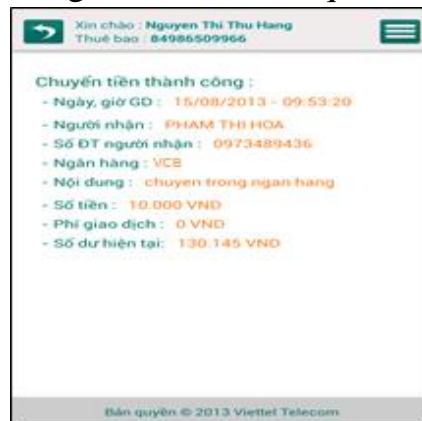 Xin chào : Nguyen Thi Thu Hang
Thuê bao : 84986509966
Chuyển tiền thành công :
- Ngày, giờ GD : 15/08/2013 - 09:53:20
- Người nhận : PHAM THI HOA
- Số ĐT người nhận : 0973489436
- Ngân hàng : VCB
- Nội dung : chuyen trong ngan hang
- Số tiền : 10.000 VND
- Phí giao dịch : 0 VND
- Số dư hiện tại: 130.145 VND
Bản quyền © 2013 Viettel Telecom